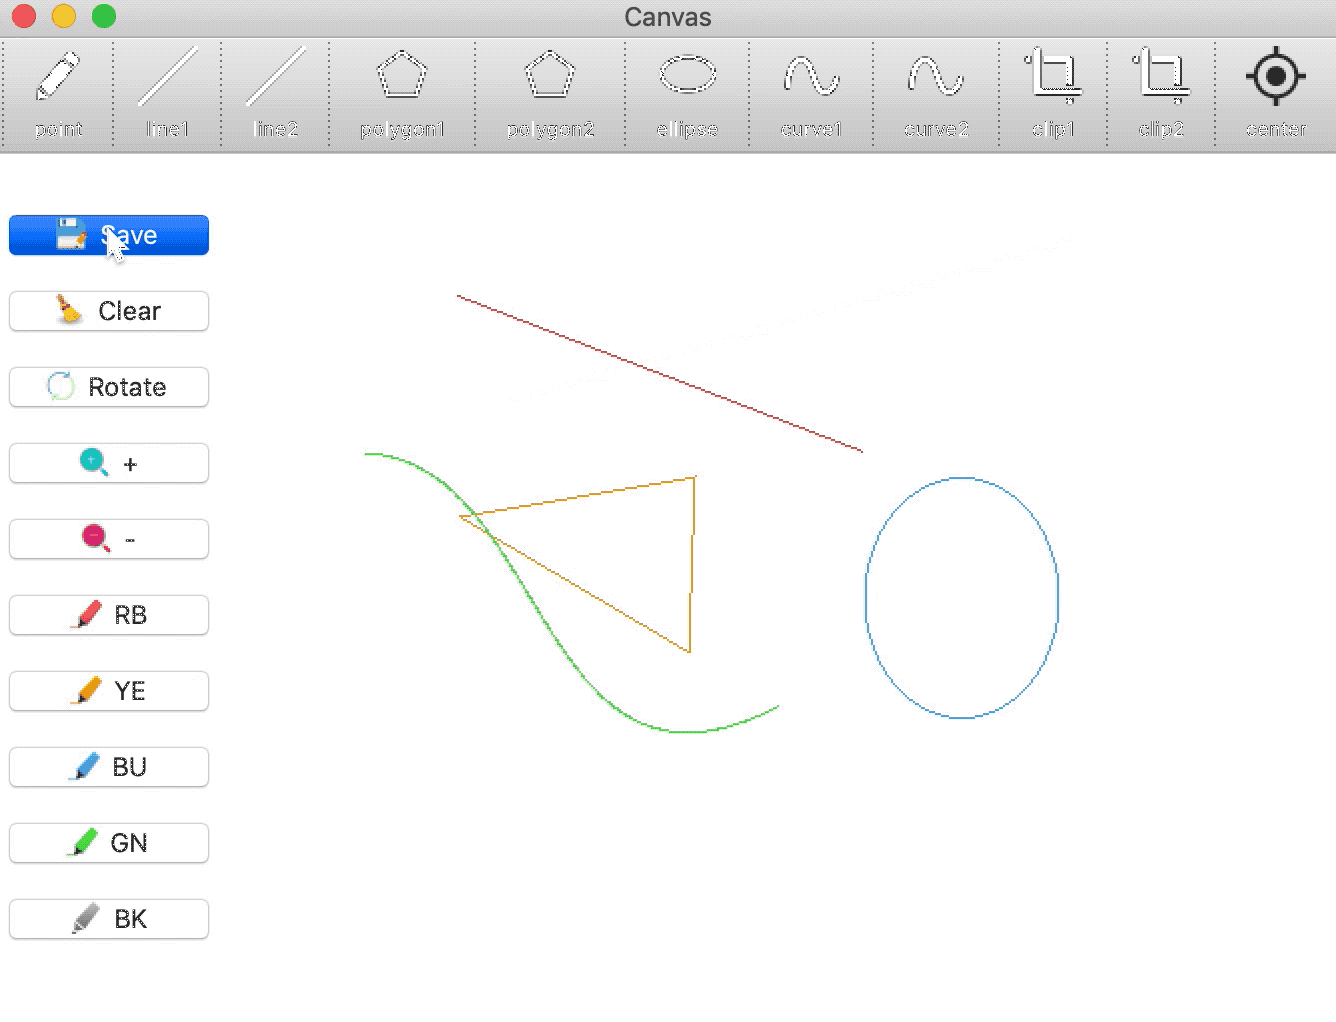 Canvas
point line1 line2 polygon1 polygon2 ellipse curve1 curve2 clip1 clip2 center
Save
Clear
Rotate
+
-
RB
YE
BU
GN
BK